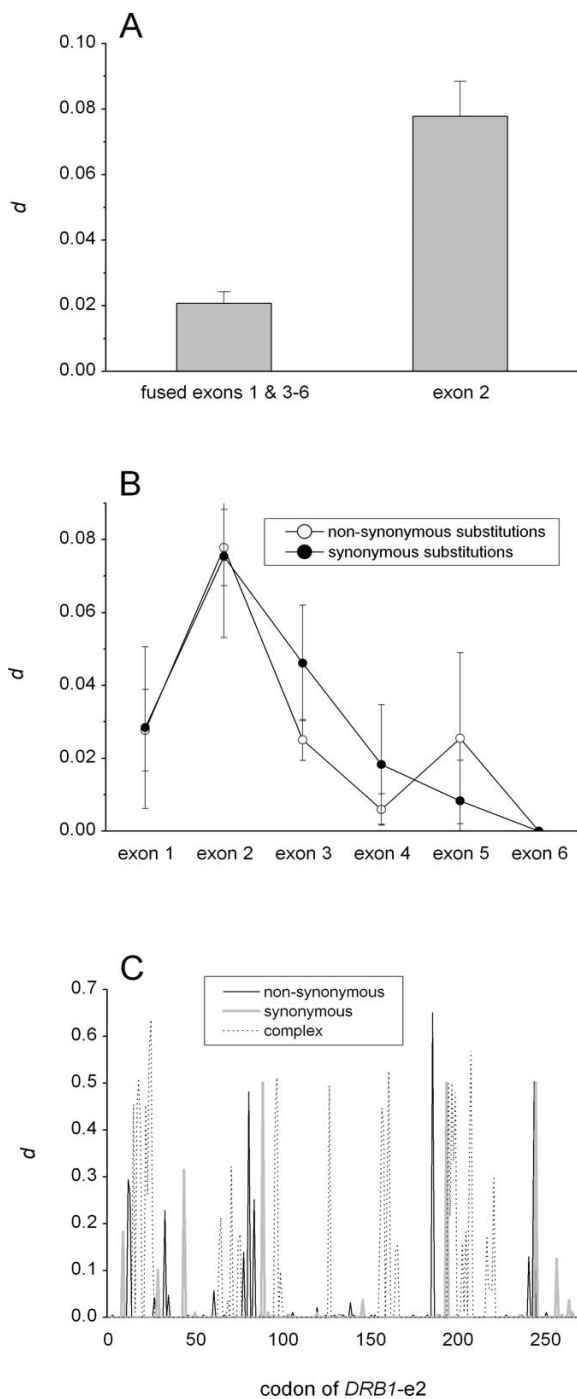 A
0.10
0.08
0.06
0.04
0.02
0.00
d
fused exons 1 & 3-6 exon 2
B
non-synonymous substitutions
synonymous substitutions
0.08
0.06
0.04
0.02
0.00
d
exon 1 exon 2 exon 3 exon 4 exon 5 exon 6
C
non-synonymous
synonymous
complex
0.7
0.6
0.5
0.4
0.3
0.2
0.1
0.0
d
0 50 100 150 200 250
codon of DRB1-e2